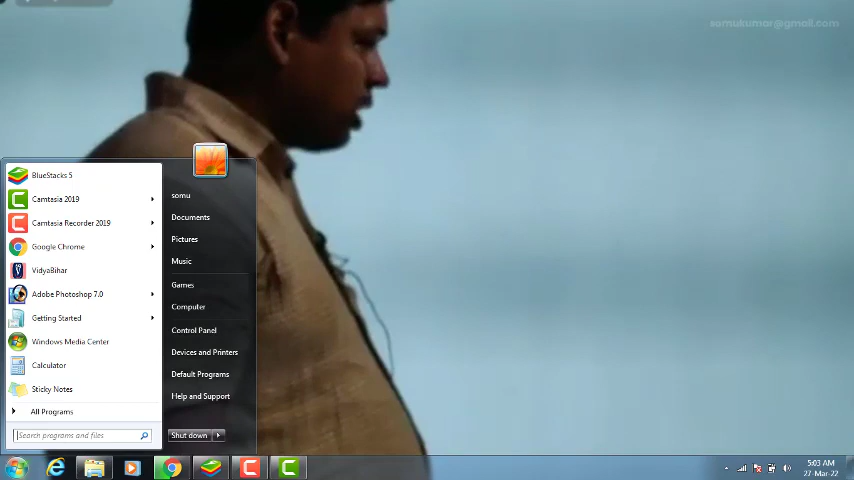 somukumar@gmail.com
BlueStacks 5
Camtasia 2019
Camtasia Recorder 2019
Google Chrome
VidyaBihar
Adobe Photoshop 7.0
Getting Started
Windows Media Center
Calculator
Sticky Notes
All Programs
Search programs and files
somu
Documents
Pictures
Music
Games
Computer
Control Panel
Devices and Printers
Default Programs
Help and Support
Shut down
5:03 AM
27-Mar-22